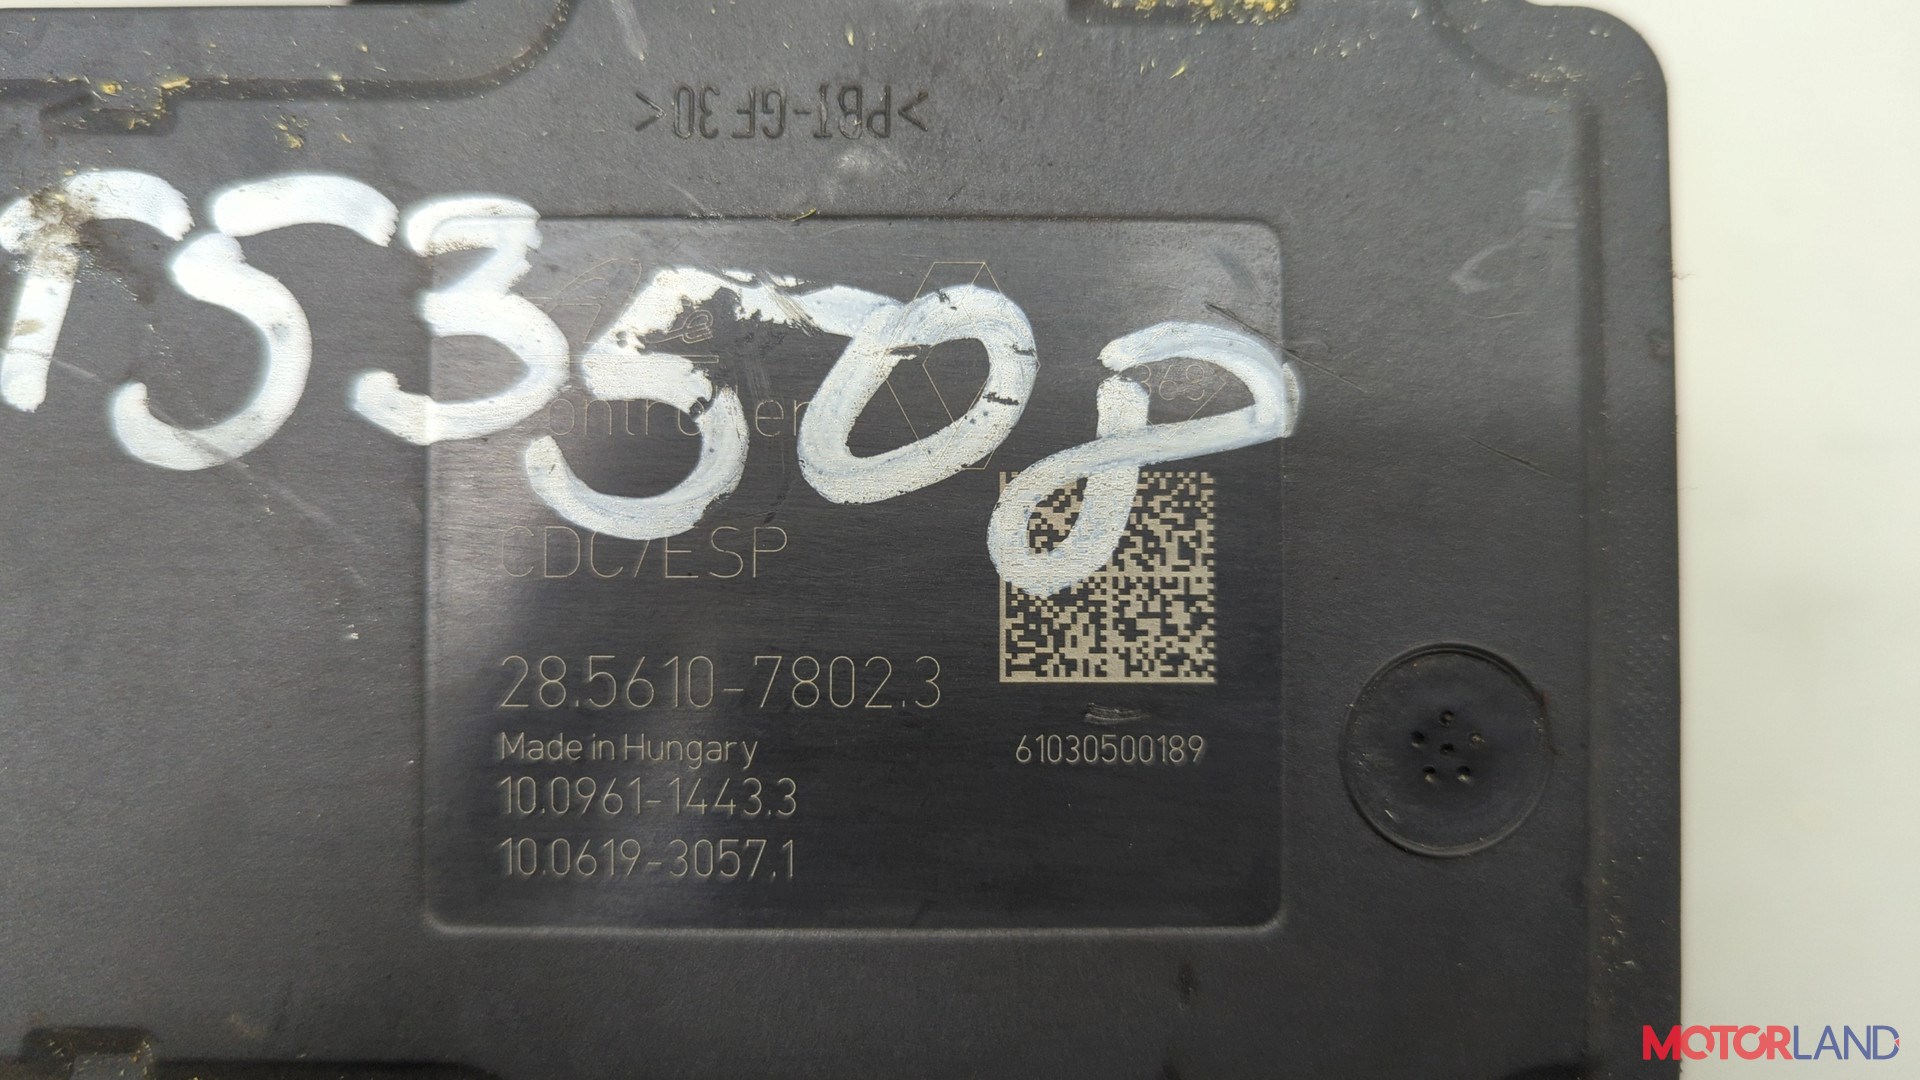 >PBT-GF 30<
T5350P
CDC/ESP
28.5610-7802.3
Made in Hungary
61030500189
10.0961-1443.3
10.0619-3057.1
MOTORLAND